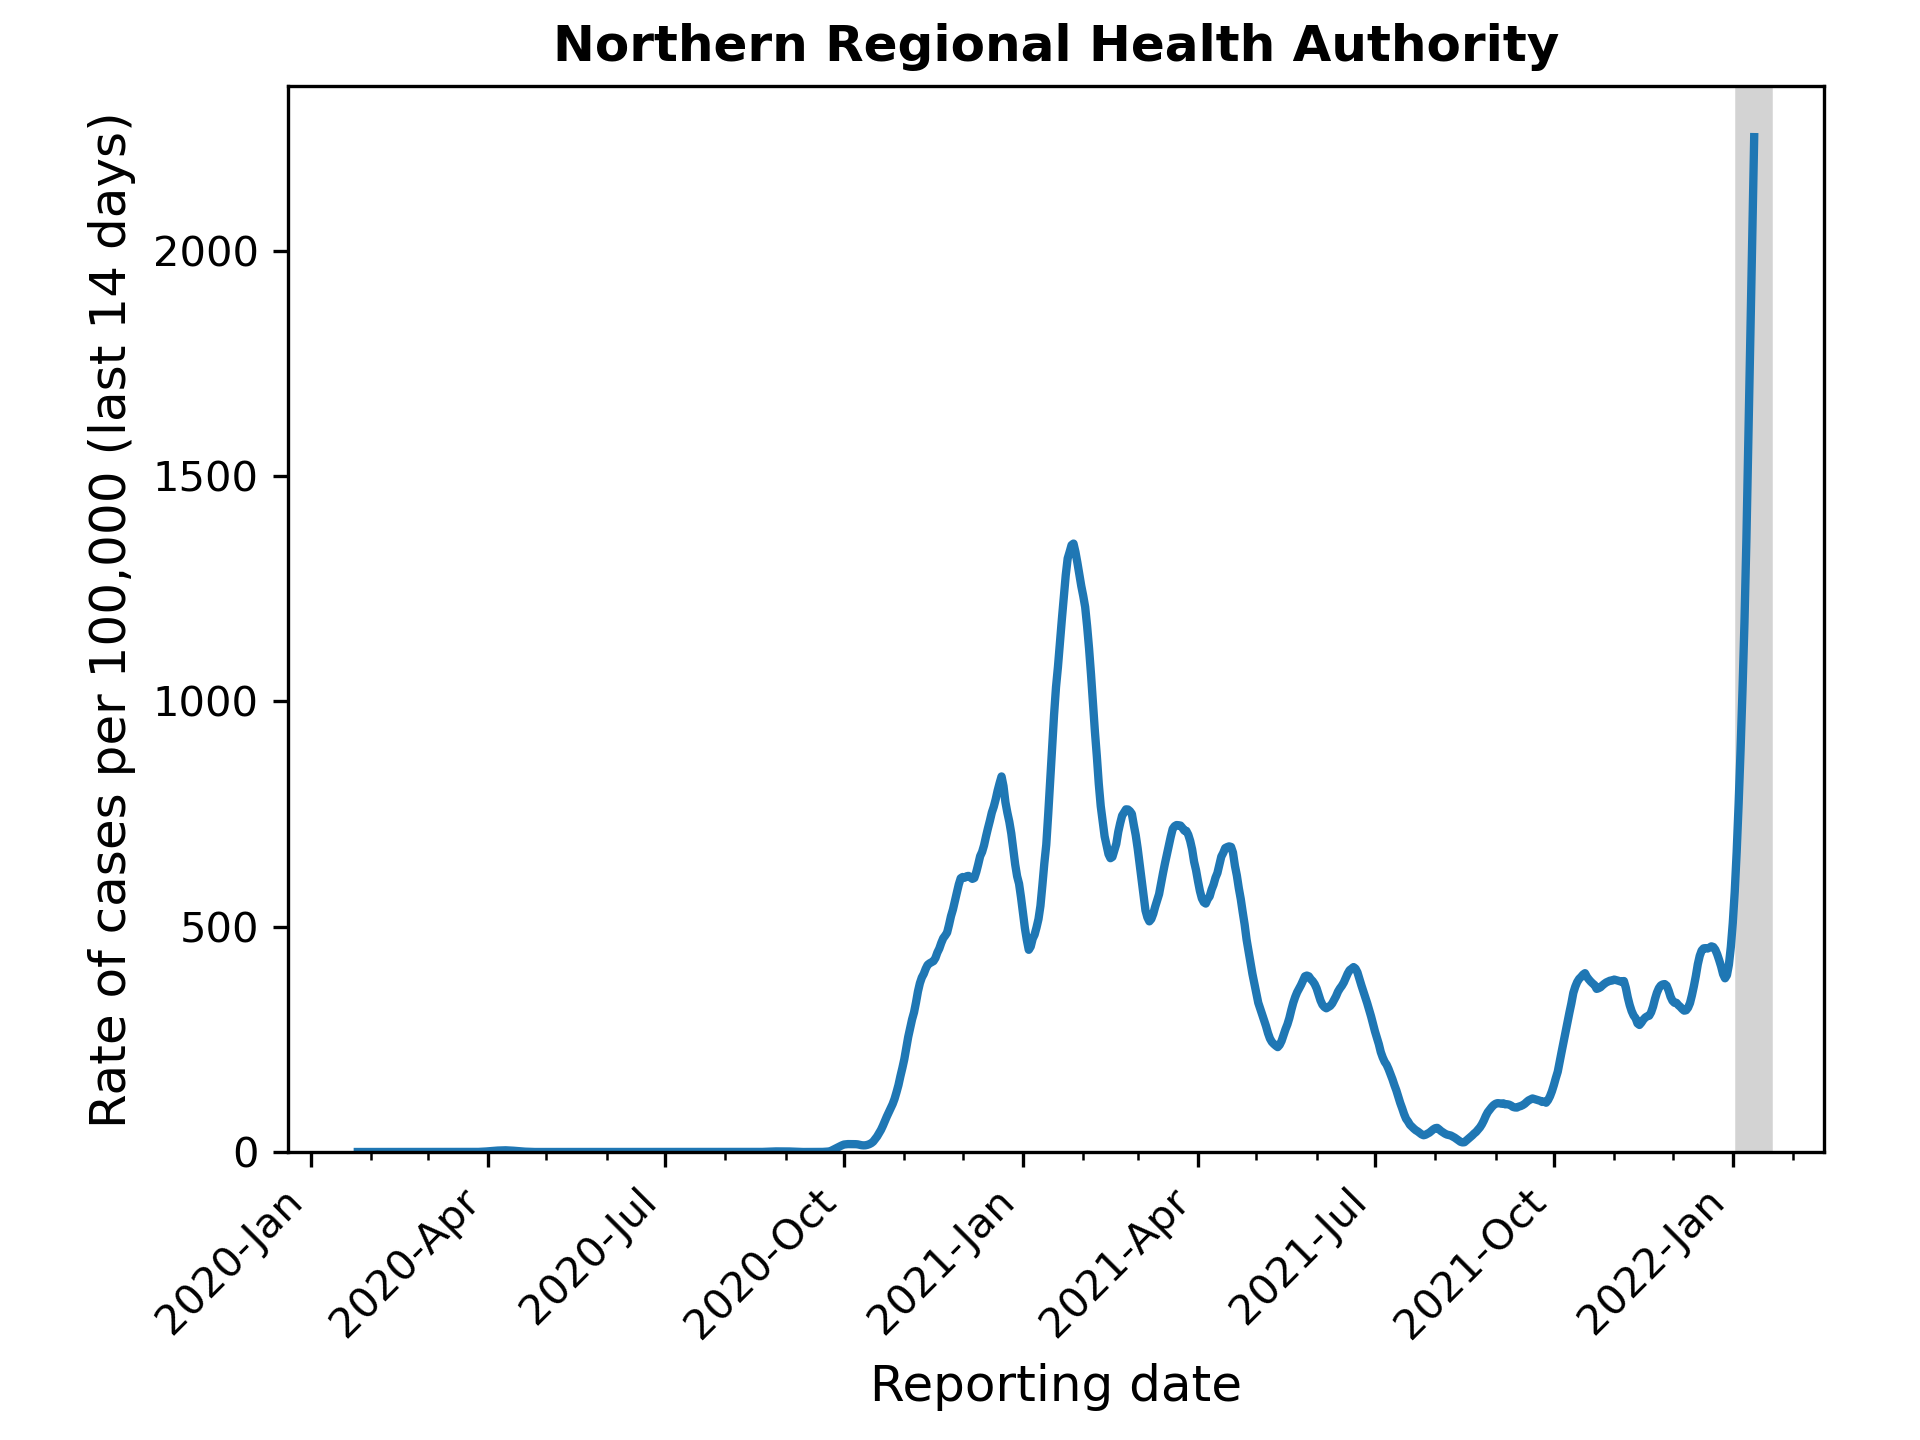 Northern Regional Health Authority
Rate of cases per 100,000 (last 14 days)
2000
1500
1000
500
0
2020-Jan
2020-Apr
2020-Jul
2020-Oct
2021-Jan
2021-Apr
2021-Jul
2021-Oct
2022-Jan
Reporting date